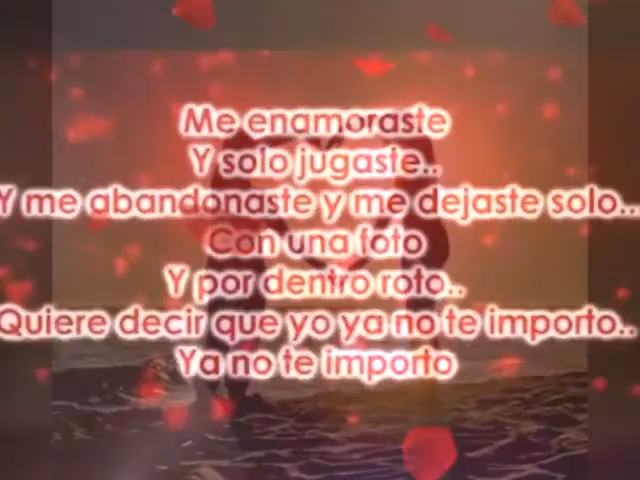 Me enamoraste
Y solo jugaste..
Y me abandonaste y me dejaste solo..
Con una foto
Y por dentro roto..
Quiere decir que yo ya no te importo..
Ya no te importo